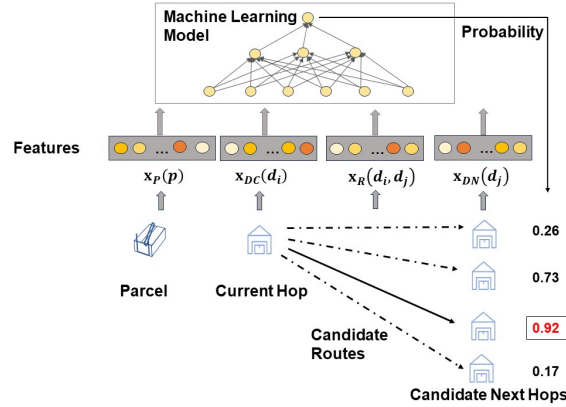 Machine Learning
Model
Probability
Features
... ... ... ...
x_P(p) x_DC(d_i) x_R(d_i, d_j) x_DN(d_j)
0.26
0.73
Parcel Current Hop
0.92
Candidate
Routes
0.17
Candidate Next Hops